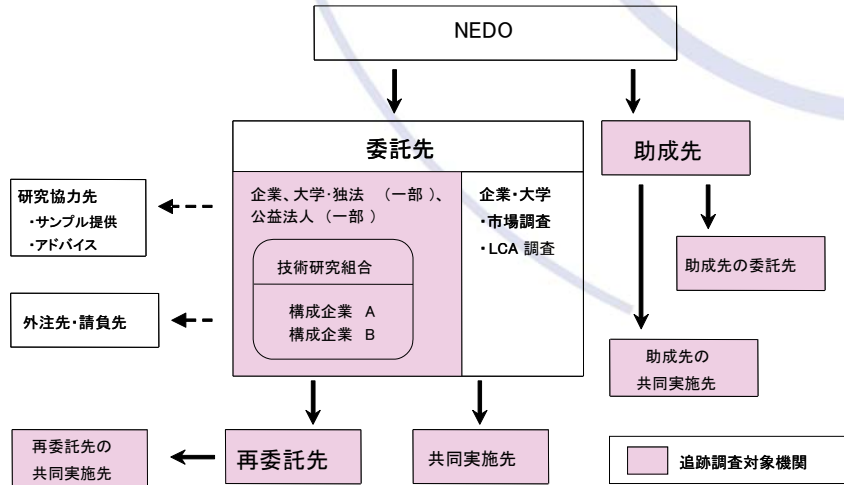 NEDO
委託先
助成先
研究協力先
・サンプル提供
・アドバイス
企業、大学・独法 （一部）、
公益法人（一部）
企業・大学
・市場調査
・LCA 調査
技術研究組合
構成企業 A
構成企業 B
助成先の委託先
外注先・請負先
助成先の
共同実施先
再委託先の
共同実施先
再委託先
共同実施先
追跡調査対象機関